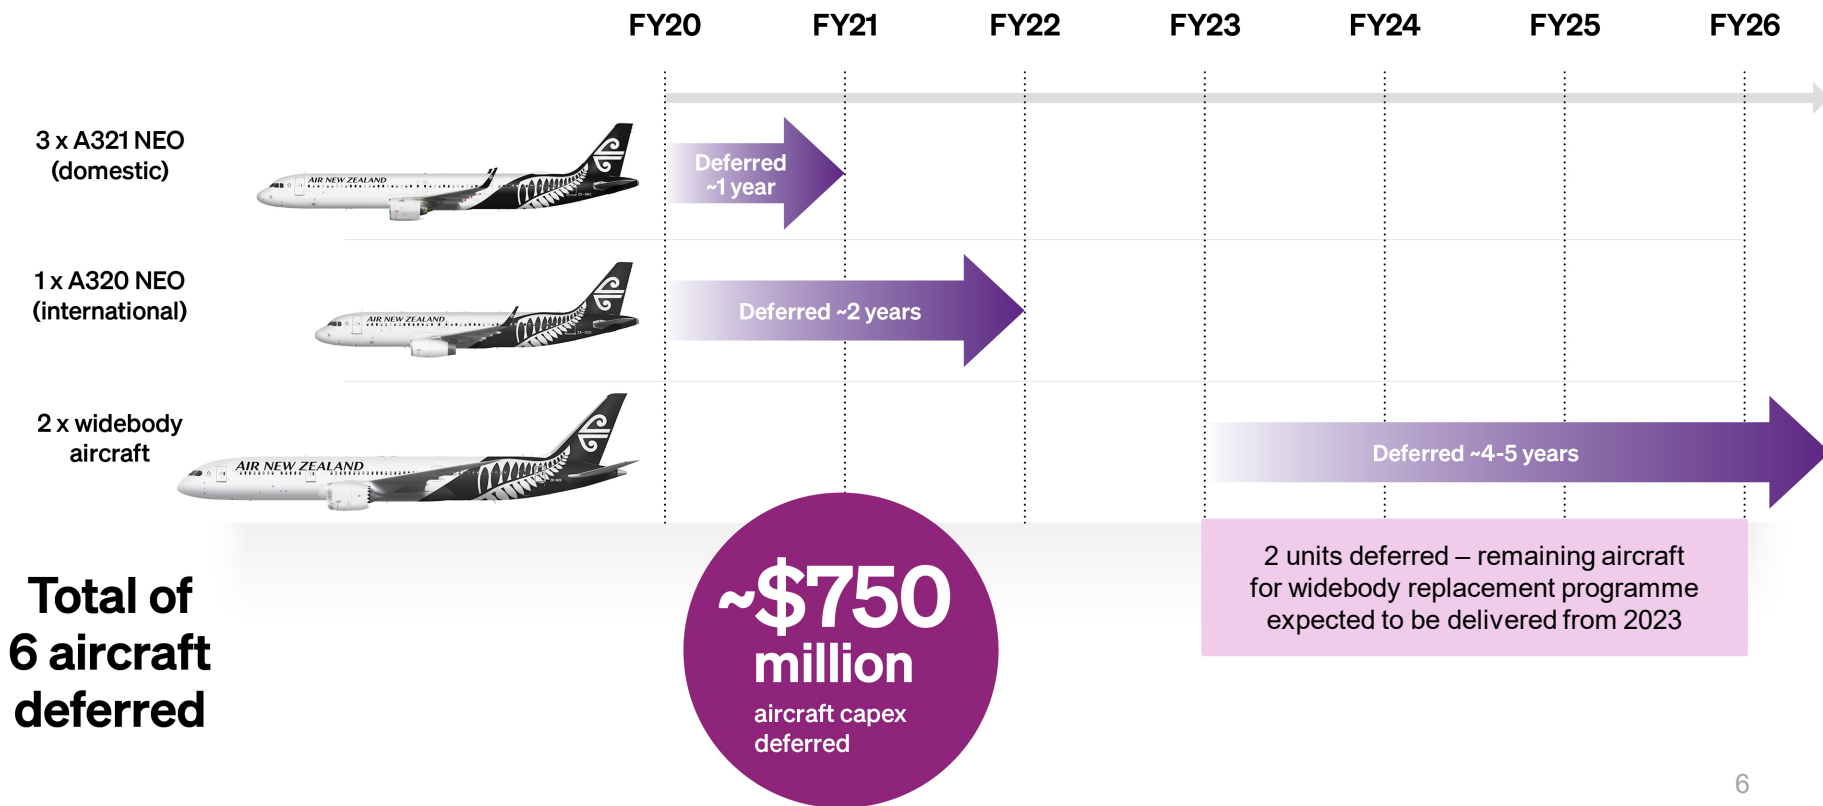 FY20 FY21 FY22 FY23 FY24 FY25 FY26
3 x A321 NEO
(domestic)
AIR NEW ZEALAND
Deferred
~1 year
1 x A320 NEO
(international)
AIR NEW ZEALAND
Deferred ~2 years
2 x widebody
aircraft
AIR NEW ZEALAND
Deferred ~4-5 years
Total of
6 aircraft
deferred
~$750
million
aircraft capex
deferred
2 units deferred – remaining aircraft
for widebody replacement programme
expected to be delivered from 2023
6